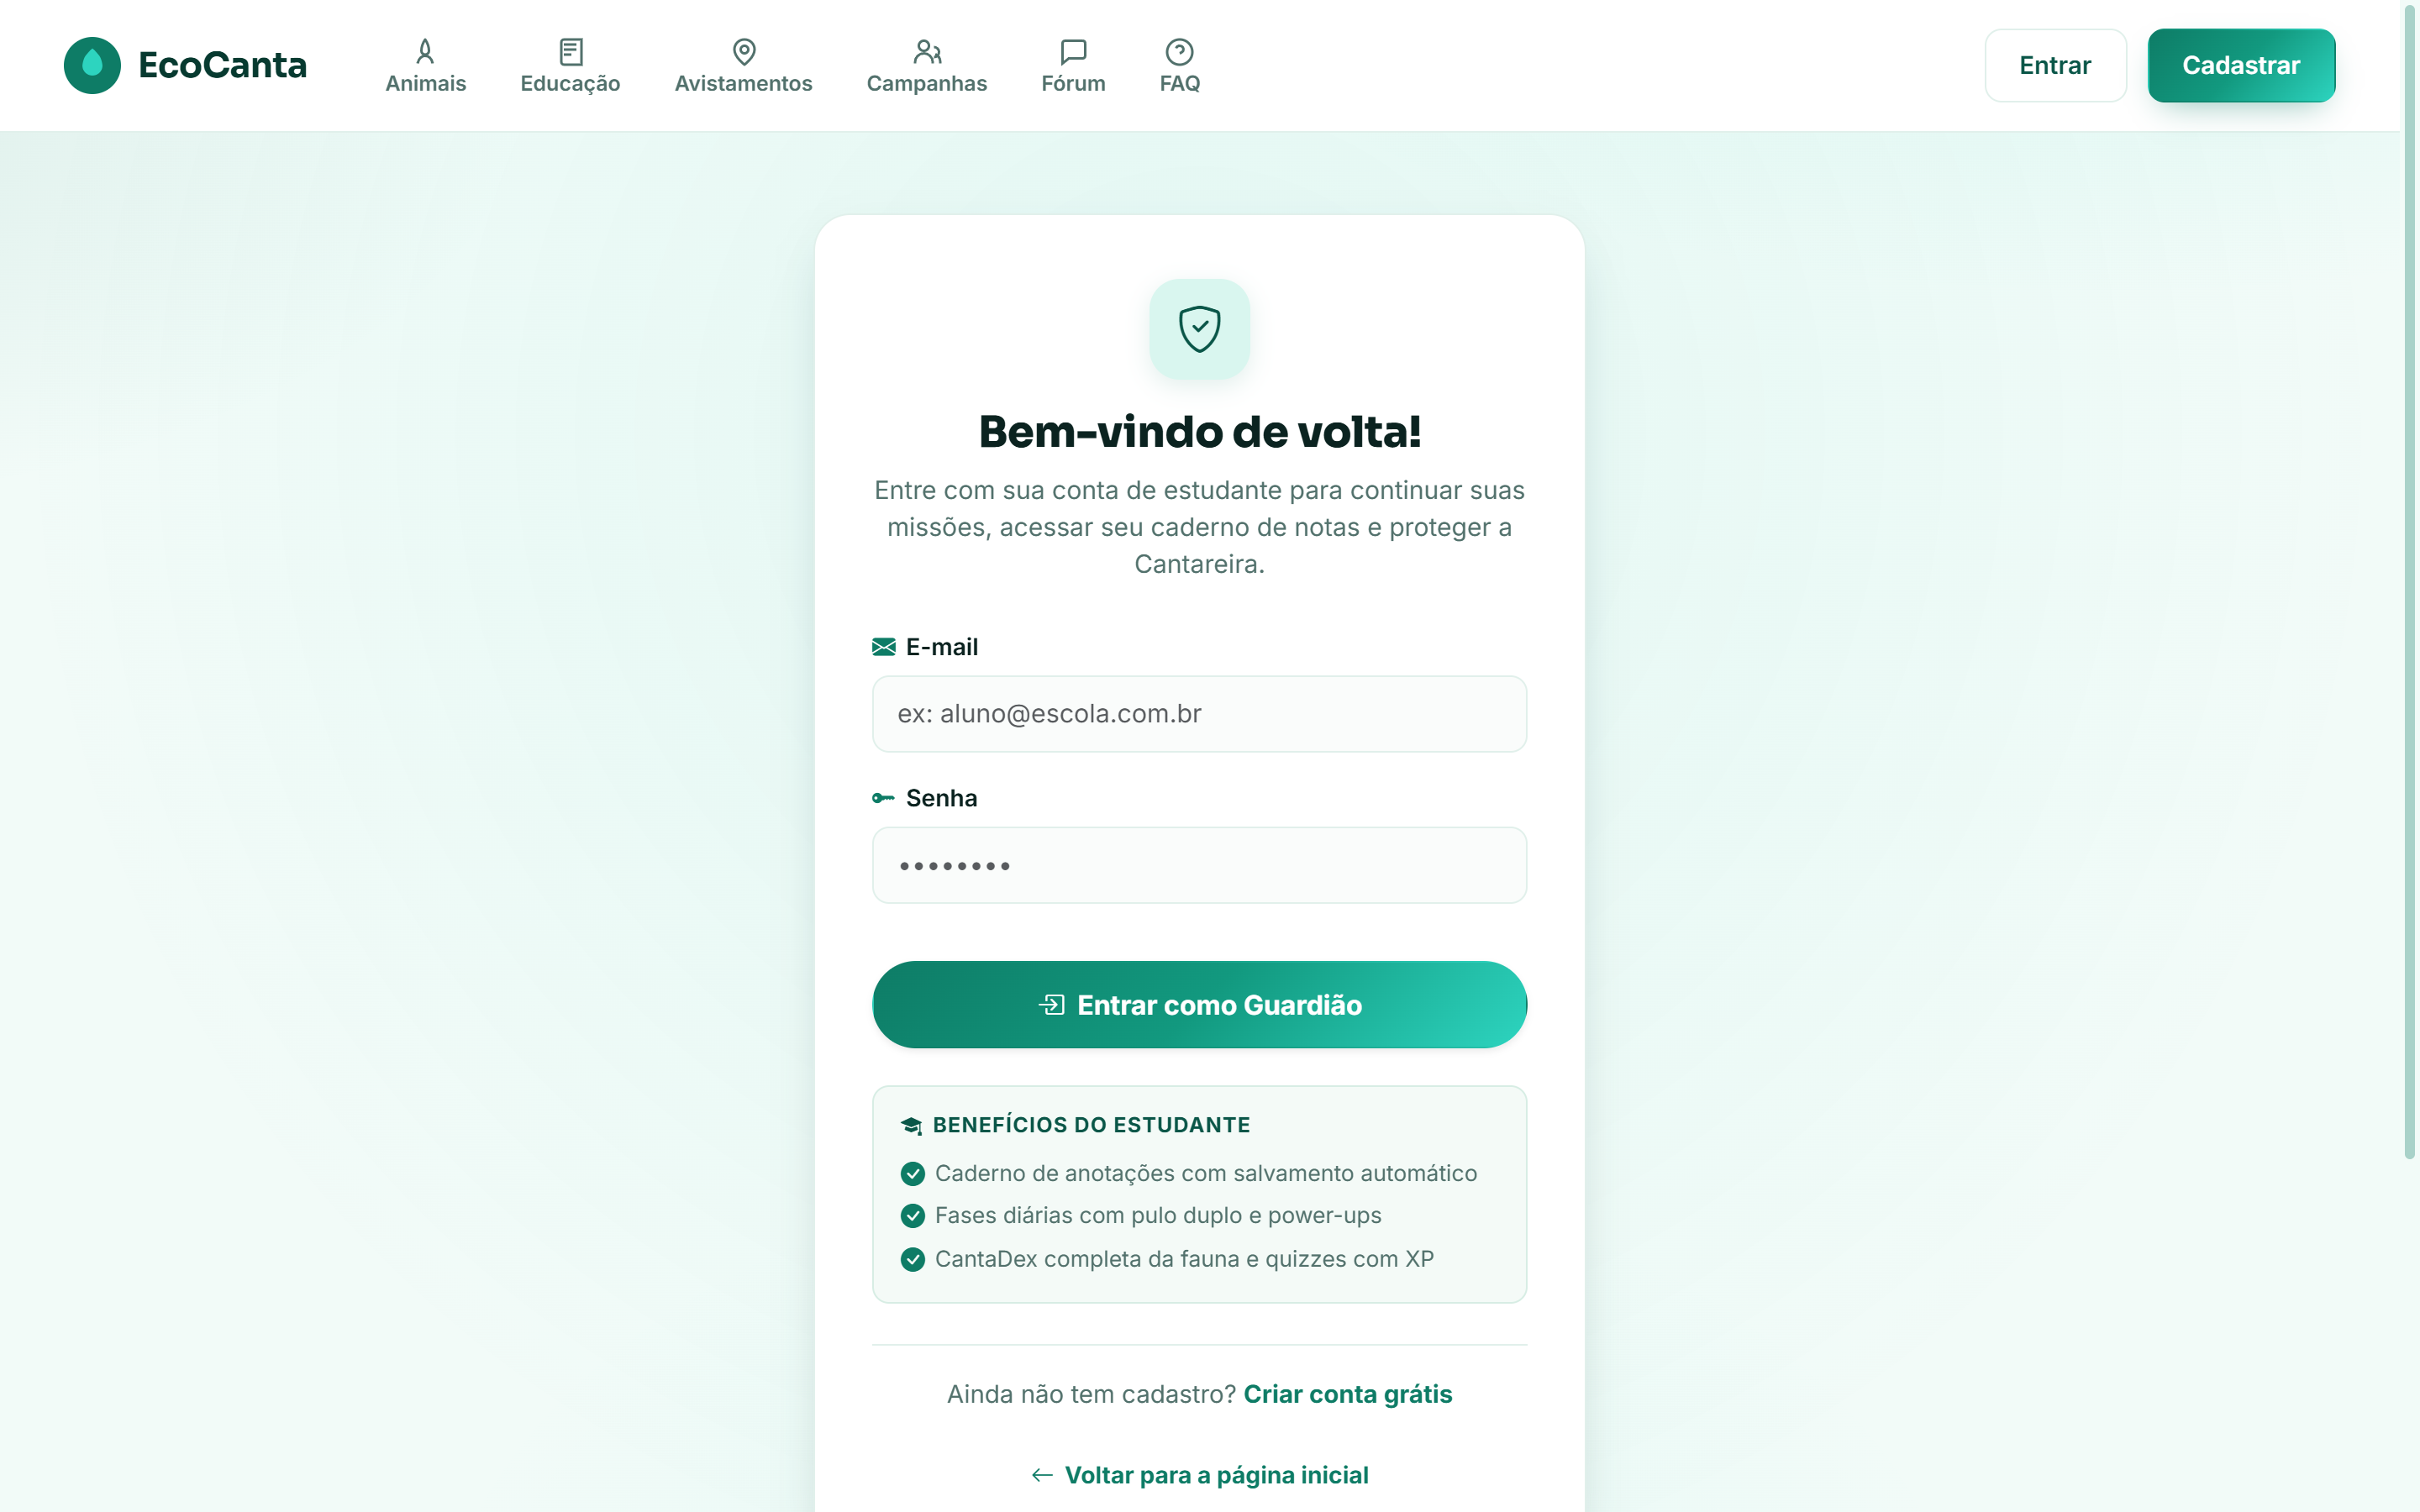 EcoCanta
Animais
Educação
Avistamentos
Campanhas
Fórum
FAQ
Entrar
Cadastrar
Bem-vindo de volta!
Entre com sua conta de estudante para continuar suas
missões, acessar seu caderno de notas e proteger a
Cantareira.
E-mail
ex: aluno@escola.com.br
Senha
••••••••
Entrar como Guardião
BENEFÍCIOS DO ESTUDANTE
Caderno de anotações com salvamento automático
Fases diárias com pulo duplo e power-ups
CantaDex completa da fauna e quizzes com XP
Ainda não tem cadastro? Criar conta grátis
← Voltar para a página inicial